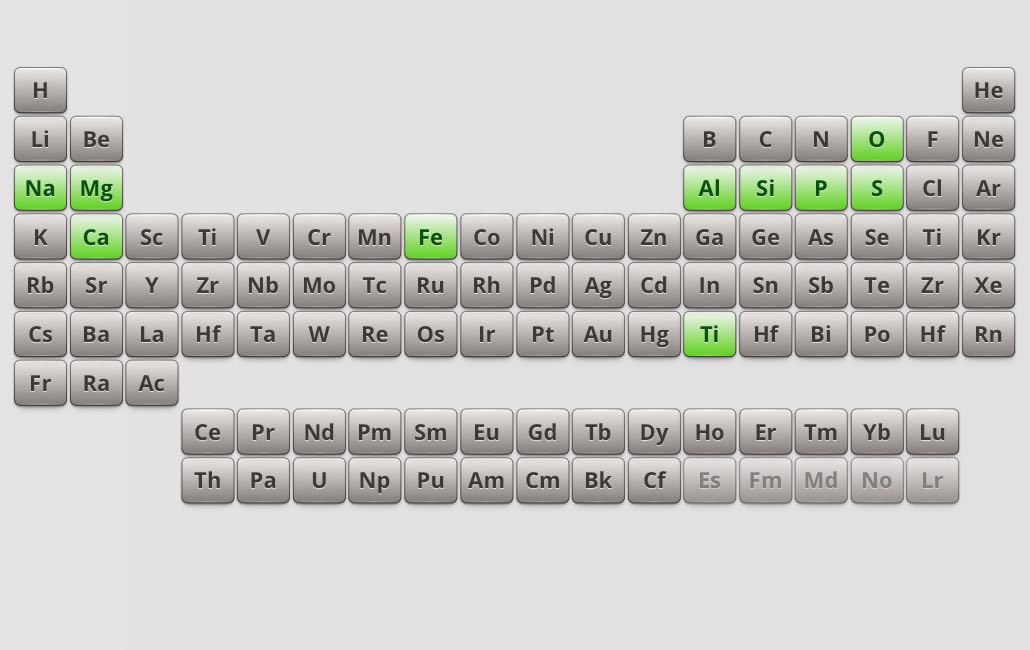 H He
Li Be B C N O F Ne
Na Mg Al Si P S Cl Ar
K Ca Sc Ti V Cr Mn Fe Co Ni Cu Zn Ga Ge As Se Ti Kr
Rb Sr Y Zr Nb Mo Tc Ru Rh Pd Ag Cd In Sn Sb Te Zr Xe
Cs Ba La Hf Ta W Re Os Ir Pt Au Hg Ti Hf Bi Po Hf Rn
Fr Ra Ac
Ce Pr Nd Pm Sm Eu Gd Tb Dy Ho Er Tm Yb Lu
Th Pa U Np Pu Am Cm Bk Cf Es Fm Md No Lr